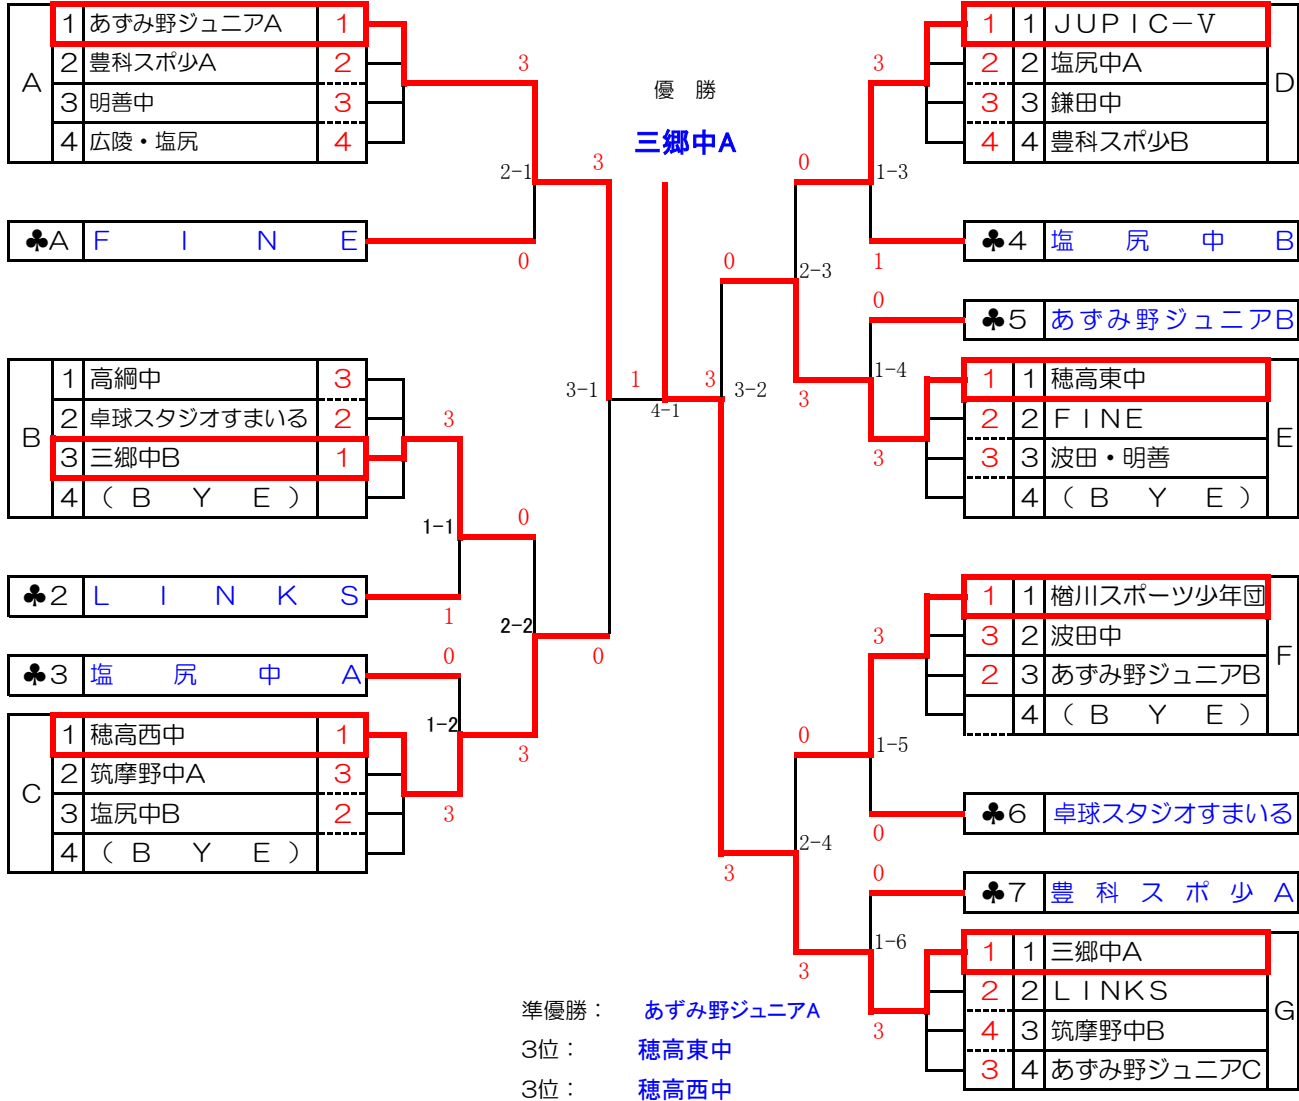 A
1 あずみ野ジュニアA 1
2 豊科スポ少A 2
3 明善中 3
4 広陵・塩尻 4
♣A F I N E
B
1 高綱中 3
2 卓球スタジオすまいる 2
3 三郷中B 1
4 (B Y E)
♣2 L I N K S
♣3 塩尻中A
C
1 穂高西中 1
2 筑摩野中A 3
3 塩尻中B 2
4 (B Y E)
3
2-1
0
3
3
1-1
1
0
2-2
0
1-2
3
3
0
3-1
1
優 勝
三郷中A
4-1
3
0
3-2
3
3
1-3
1
0
2-3
0
1-4
3
3
3
1-5
0
0
2-4
0
1-6
3
3
D
1 1 JUPIC-V
2 2 塩尻中A
3 3 鎌田中
4 4 豊科スポ少B
♣4 塩尻中B
♣5 あずみ野ジュニアB
E
1 1 穂高東中
2 2 FINE
3 3 波田・明善
4 (B Y E)
F
1 1 楢川スポーツ少年団
3 2 波田中
2 3 あずみ野ジュニアB
4 (B Y E)
♣6 卓球スタジオすまいる
♣7 豊科スポ少A
G
1 1 三郷中A
2 2 LINKS
4 3 筑摩野中B
3 4 あずみ野ジュニアC
準優勝: あずみ野ジュニアA
3位: 穂高東中
3位: 穂高西中